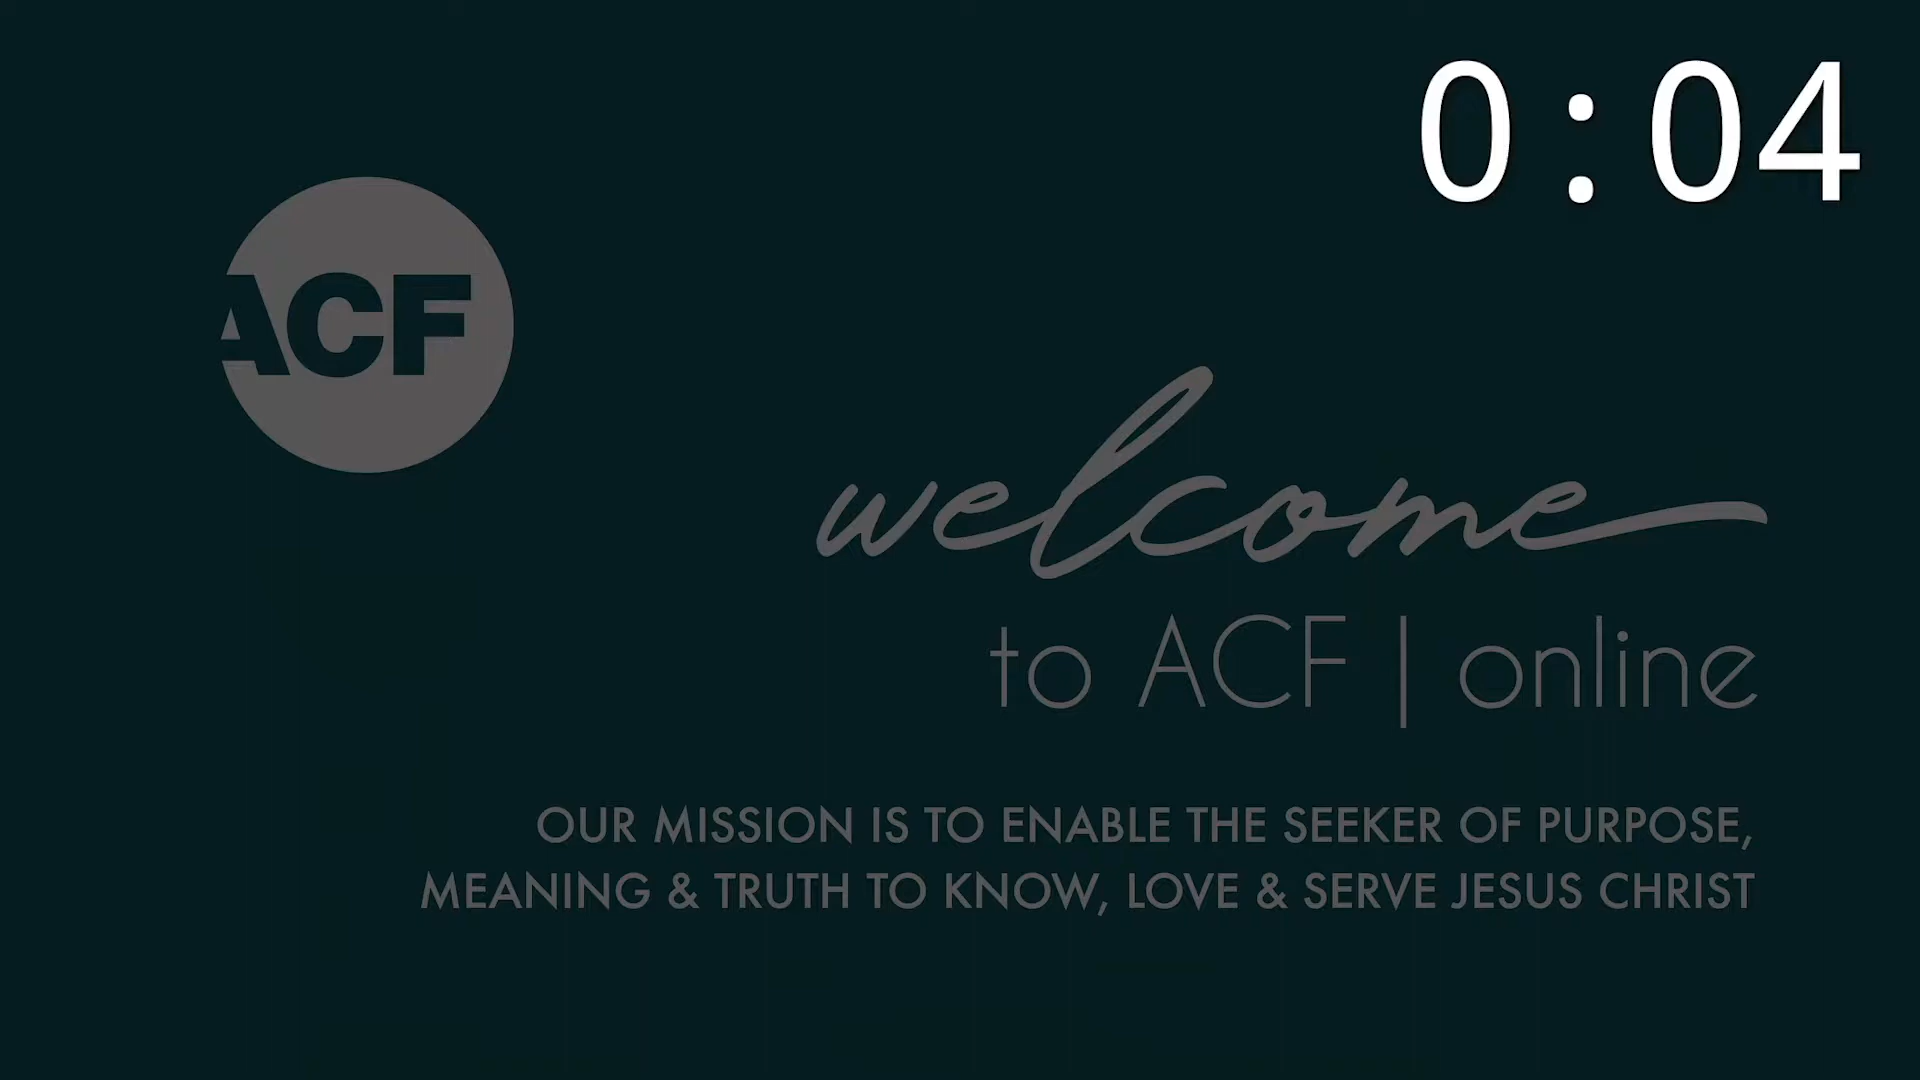 0:04
ACF
welcome
to ACF | online
OUR MISSION IS TO ENABLE THE SEEKER OF PURPOSE,
MEANING & TRUTH TO KNOW, LOVE & SERVE JESUS CHRIST